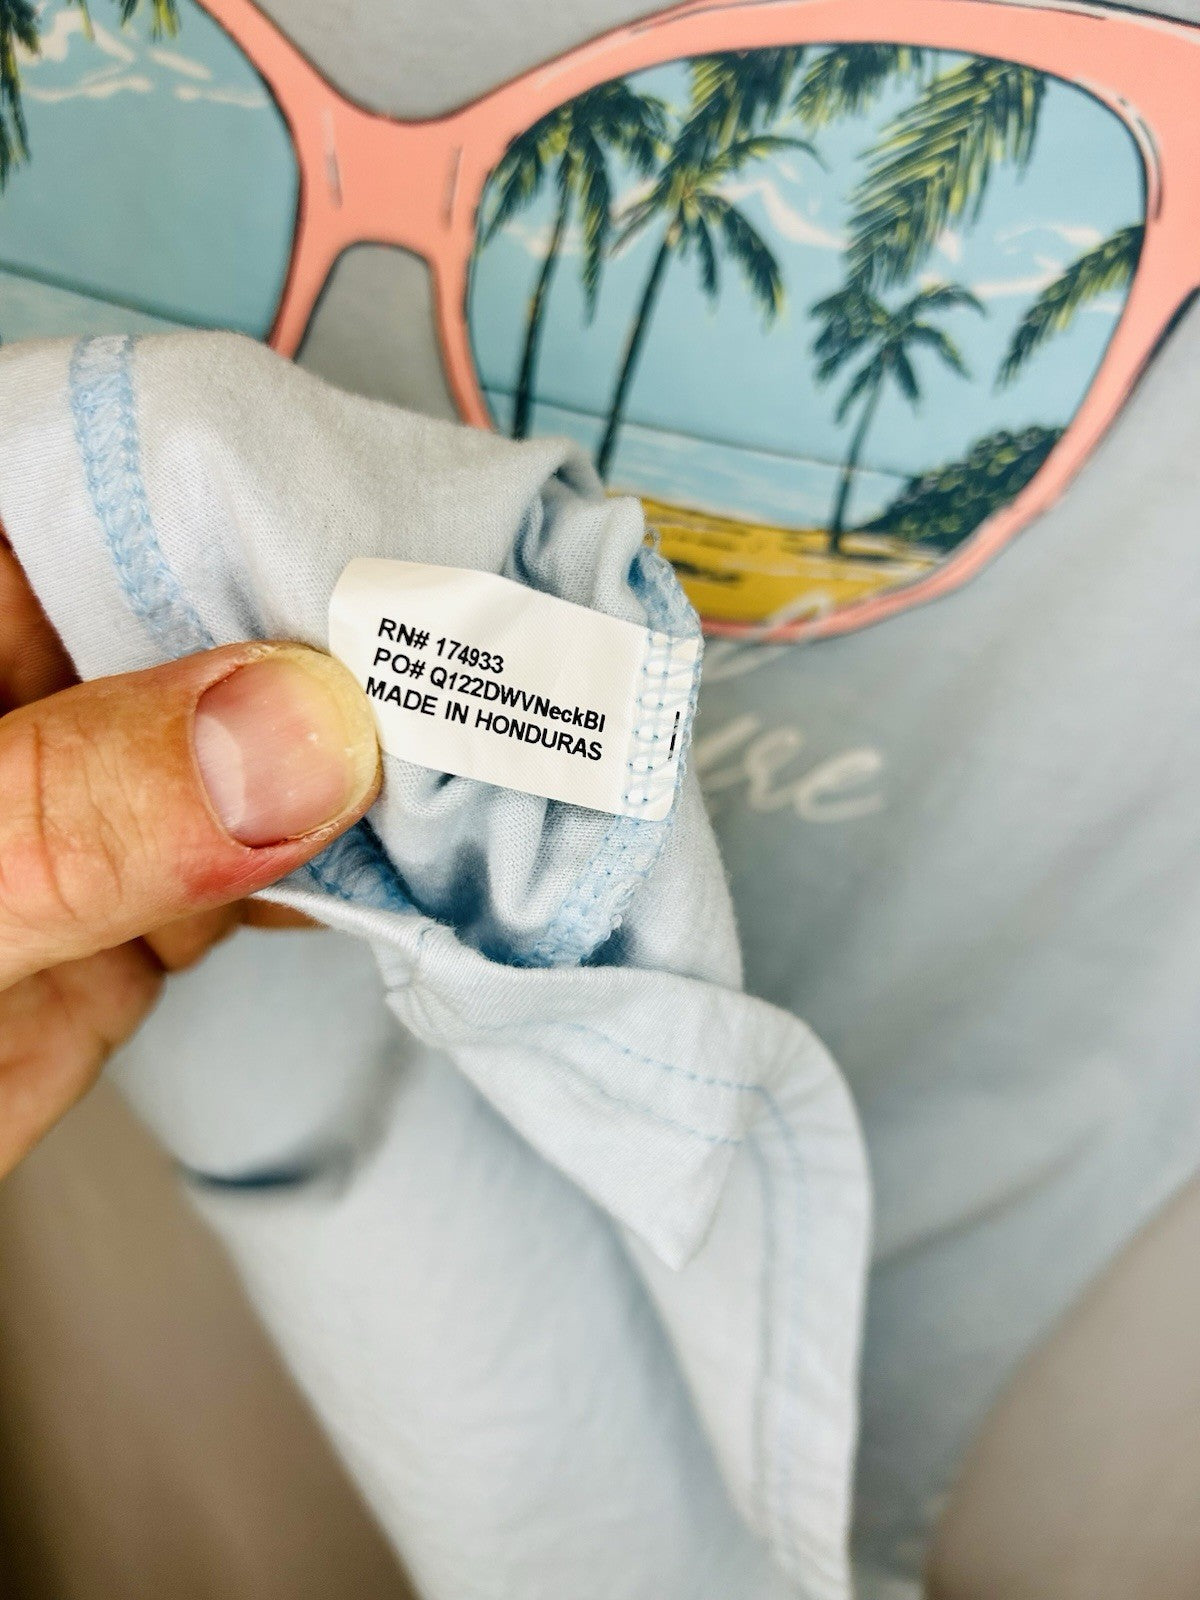 RN# 174933
PO# Q122DWVNeckBl
MADE IN HONDURAS